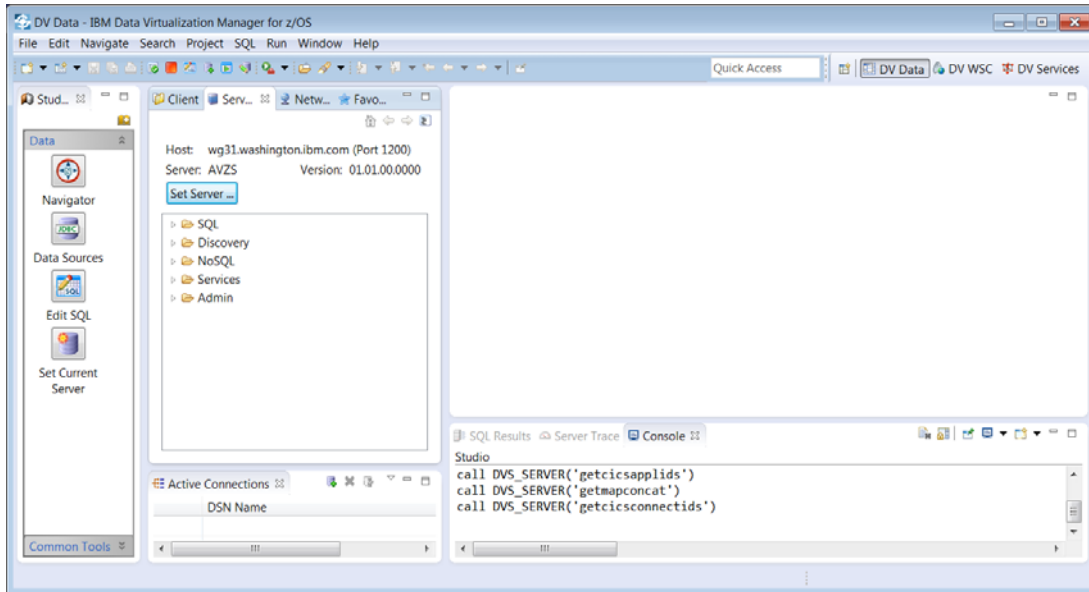 DV Data - IBM Data Virtualization Manager for z/OS
File Edit Navigate Search Project SQL Run Window Help
Quick Access
DV Data DV WSC DV Services
Stud...
Client Serv... Netw... Favo...
Data
Navigator
JDBC
Data Sources
SQL
Edit SQL
Set Current
Server
Common Tools
Host: wg31.washington.ibm.com (Port 1200)
Server: AVZS Version: 01.01.00.0000
Set Server ...
SQL
Discovery
NoSQL
Services
Admin
Active Connections
DSN Name
SQL Results Server Trace Console
Studio
call DVS_SERVER('getcicsapplids')
call DVS_SERVER('getmapconcat')
call DVS_SERVER('getcicsconnectids')